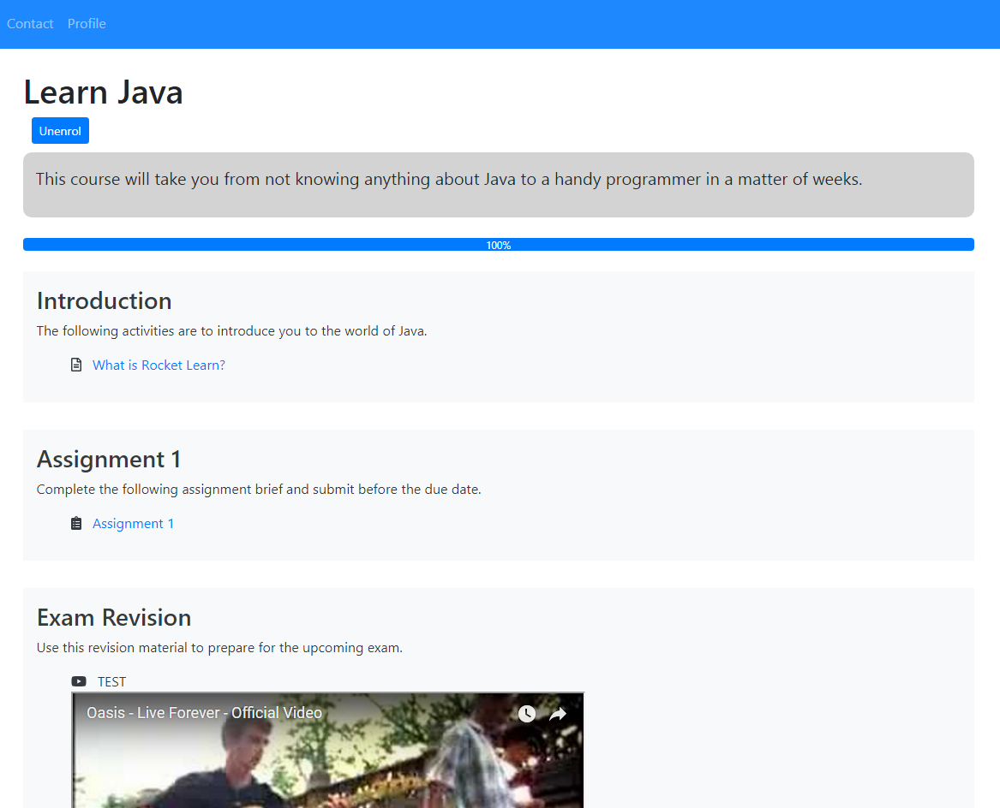 Contact Profile
Learn Java
Unenrol
This course will take you from not knowing anything about Java to a handy programmer in a matter of weeks.
100%
Introduction
The following activities are to introduce you to the world of Java.
What is Rocket Learn?
Assignment 1
Complete the following assignment brief and submit before the due date.
Assignment 1
Exam Revision
Use this revision material to prepare for the upcoming exam.
TEST
Oasis - Live Forever - Official Video